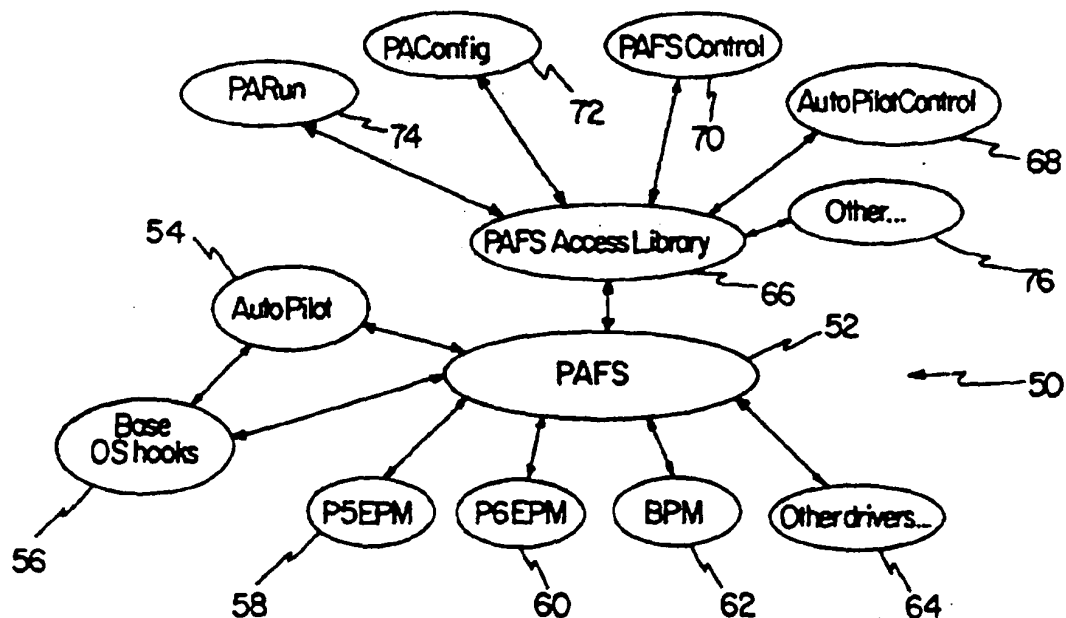 PAConfig
PAFS Control
PARun
72
AutoPilotControl
74
70
68
Other...
54
PAFS Access Library
76
66
AutoPilot
52
PAFS
50
Base
OS hooks
P5EPM
P6EPM
BPM
Other drivers...
56
58
60
62
64